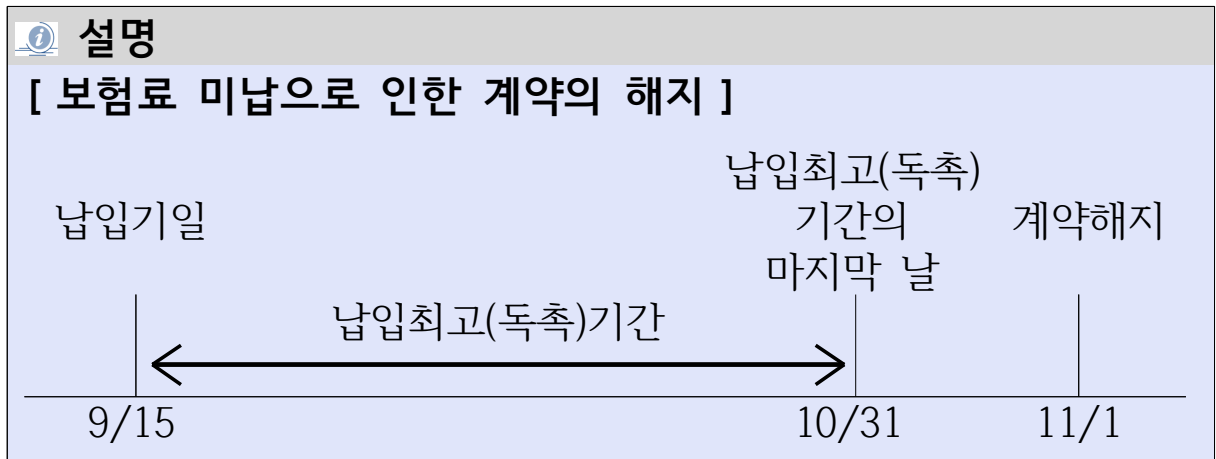 설명
[ 보험료 미납으로 인한 계약의 해지 ]
납입기일
납입최고(독촉)
기간의
마지막 날
계약해지
납입최고(독촉)기간
9/15
10/31
11/1